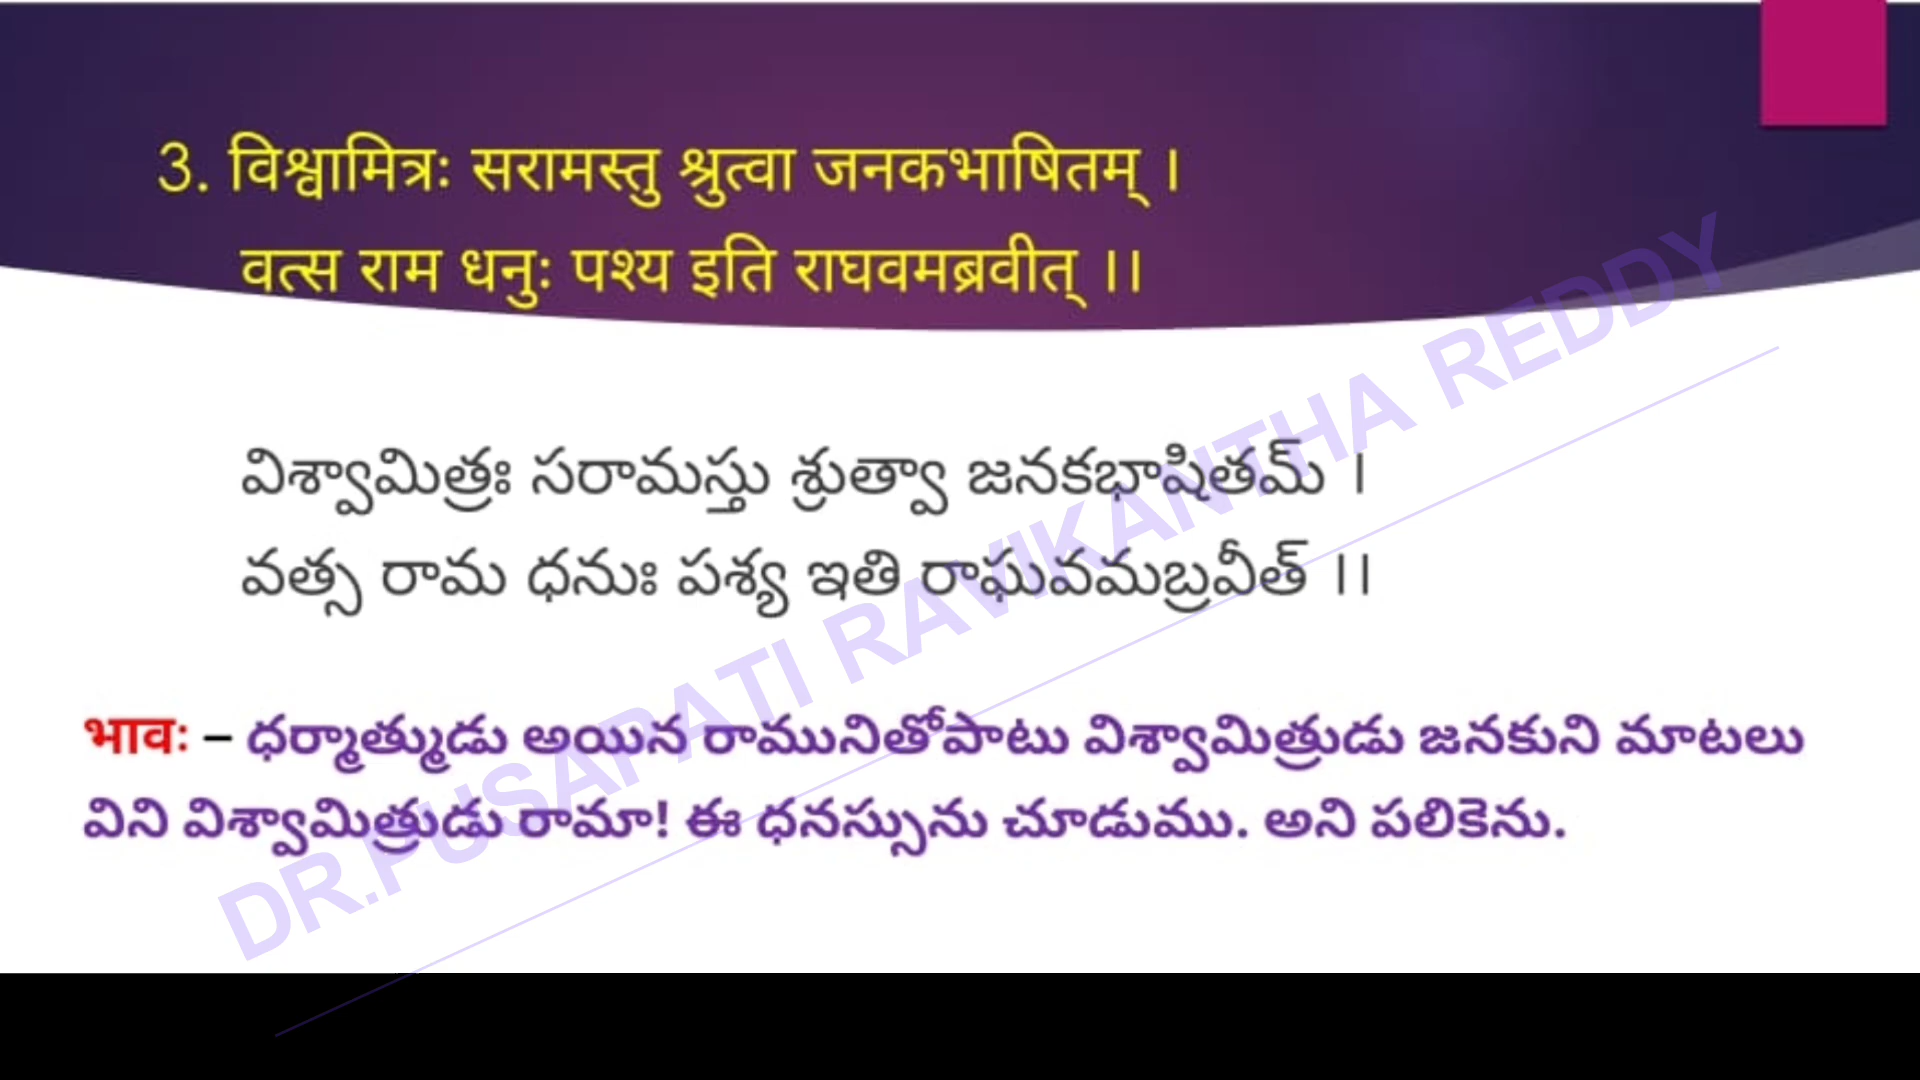 3. विश्वामित्रः सरामस्तु श्रुत्वा जनकभाषितम् ।
वत्स राम धनुः पश्य इति राघवमब्रवीत् ।।
విశ్వామిత్రః సరామస్తు శ్రుత్వా జనకభాషితమ్ ।
వత్స రామ ధనుః పశ్య ఇతి రాఘవమబ్రవీత్ ।।
भावः – ధర్మాత్ముడు అయిన రామునితోపాటు విశ్వామిత్రుడు జనకుని మాటలు
విని విశ్వామిత్రుడు రామా! ఈ ధనస్సును చూడుము. అని పలికెను.
DR.PUSAPATI RAVIKANTHA REDDY